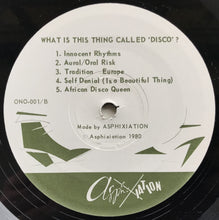 WHAT IS THIS THING CALLED 'DISCO'?
1. Innocent Rhythms
2. Aural/Oral Risk
3. Tradition Europe
4. Self Denial (Is a Beautiful Thing)
5. African Disco Queen
ONO-001/B
Made by ASPHIXIATION
© Asphixiation 1980
Asphixiation